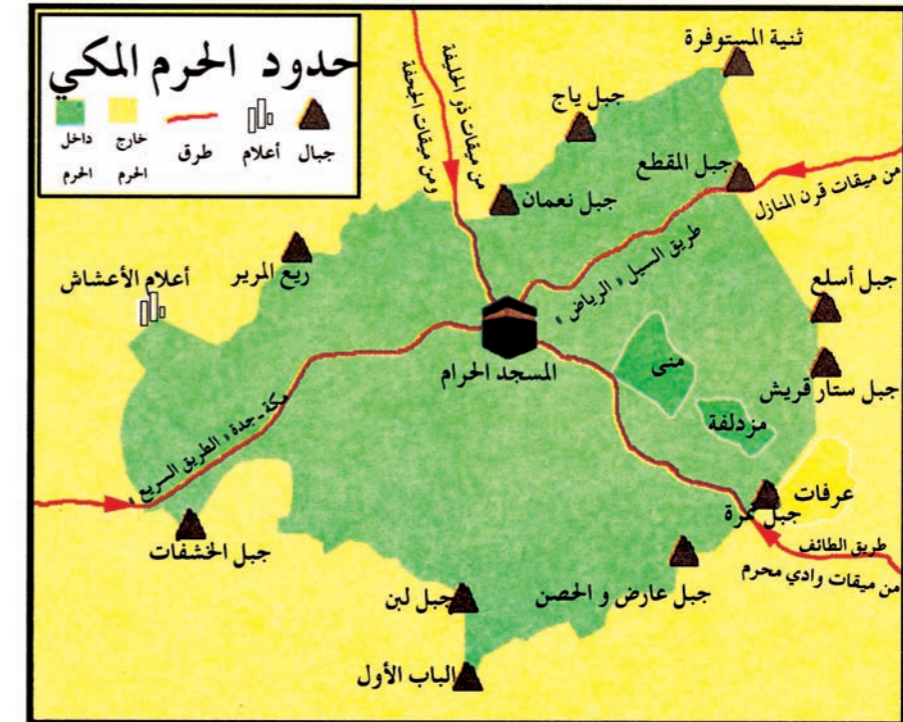 حدود الحرم المكي
جبال
أعلام
طرق
خارج
الحرم
داخل
الحرم
ثنية المستوفرة
من ميقات ذو الحليفة
ومن ميقات الجحفة
جبل ياج
جبل المقطع
من ميقات قرن المنازل
جبل نعمان
طريق السيل «الرياض»
ريع المرير
أعلام الأعشاش
جبل أسلع
المسجد الحرام
منى
جبل ستار قريش
مزدلفة
مكة - جدة «الطريق السريع»
عرفات
جبل نمرة
طريق الطائف
من ميقات وادي محرم
جبل الخشفات
جبل عارض و الحصن
جبل لبن
الباب الأول